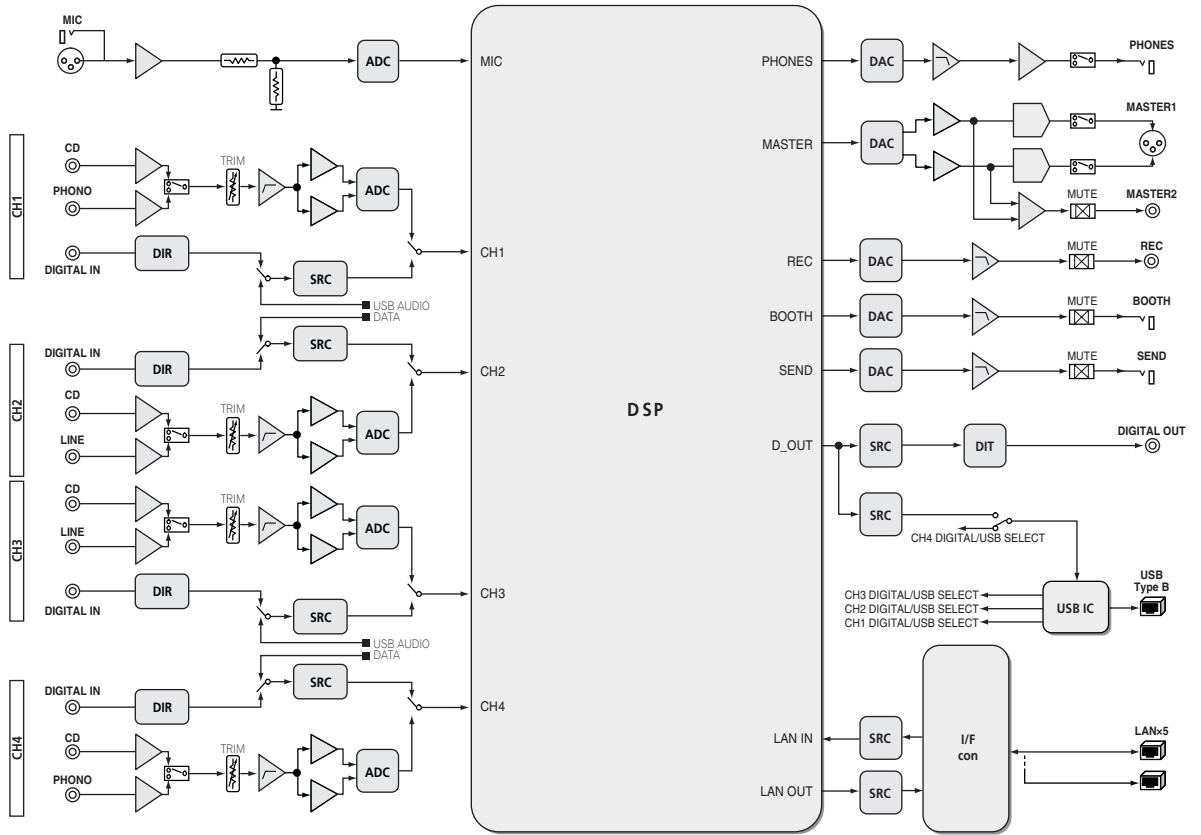 MIC
ADC
MIC
CH1
CD
PHONO
TRIM
ADC
DIGITAL IN
DIR
SRC
CH1
USB AUDIO
DATA
CH2
DIGITAL IN
DIR
SRC
CH2
CD
LINE
TRIM
ADC
CH3
CD
LINE
TRIM
ADC
DIGITAL IN
DIR
SRC
CH3
USB AUDIO
DATA
CH4
DIGITAL IN
DIR
SRC
CH4
CD
PHONO
TRIM
ADC
DSP
PHONES
DAC
PHONES
MASTER
DAC
MASTER1
MUTE
MASTER2
REC
DAC
MUTE
REC
BOOTH
DAC
MUTE
BOOTH
SEND
DAC
MUTE
SEND
D_OUT
SRC
DIT
DIGITAL OUT
SRC
CH4 DIGITAL/USB SELECT
CH3 DIGITAL/USB SELECT
CH2 DIGITAL/USB SELECT
CH1 DIGITAL/USB SELECT
USB IC
USB
Type B
LAN IN
SRC
I/F
con
LAN×5
LAN OUT
SRC